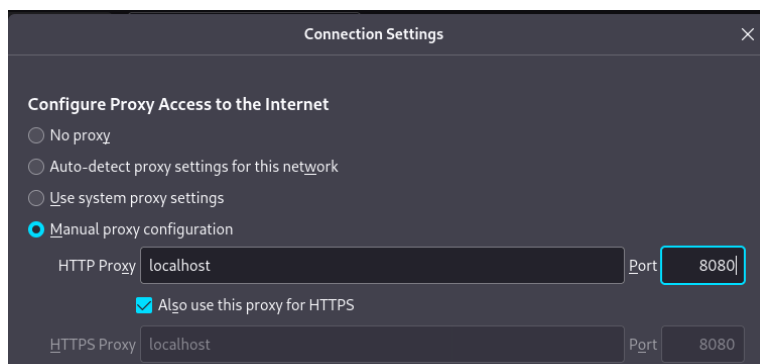 Connection Settings
Configure Proxy Access to the Internet
No proxy
Auto-detect proxy settings for this network
Use system proxy settings
Manual proxy configuration
HTTP Proxy localhost Port 8080
Also use this proxy for HTTPS
HTTPS Proxy localhost Port 8080